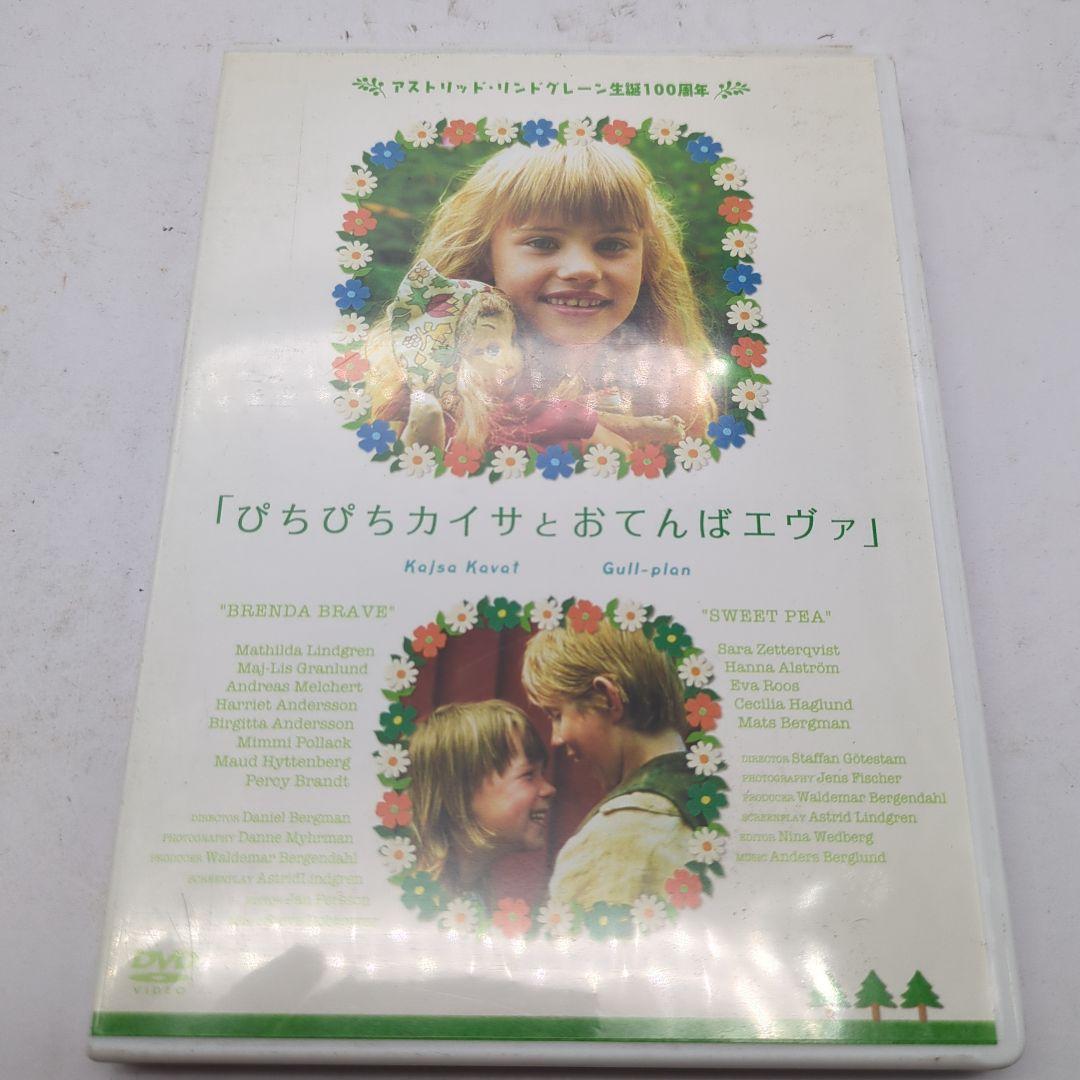 アストリッド・リンドグレーン生誕100周年
「ぴちぴちカイサとおてんばエヴァ」
Kajsa Kavat
Gull-plan
"BRENDA BRAVE"
Mathilda Lindgren
Maj-Lis Granlund
Andreas Melchert
Harriet Andersson
Birgitta Andersson
Mimmi Pollack
Maud Hyttenberg
Percy Brandt
DIRECTOR Daniel Bergman
PHOTOGRAPHY Danne Myhrman
PRODUCER Waldemar Bergendahl
SCREENPLAY AstridLindgren
Jan Persson
"SWEET PEA"
Sara Zetterqvist
Hanna Alström
Eva Roos
Cecilia Haglund
Mats Bergman
DIRECTOR Staffan Götestam
PHOTOGRAPHY Jens Fischer
PRODUCER Waldemar Bergendahl
SCREENPLAY Astrid Lindgren
EDITOR Nina Wedberg
MUSIC Anders Berglund
DVD
VIDEO